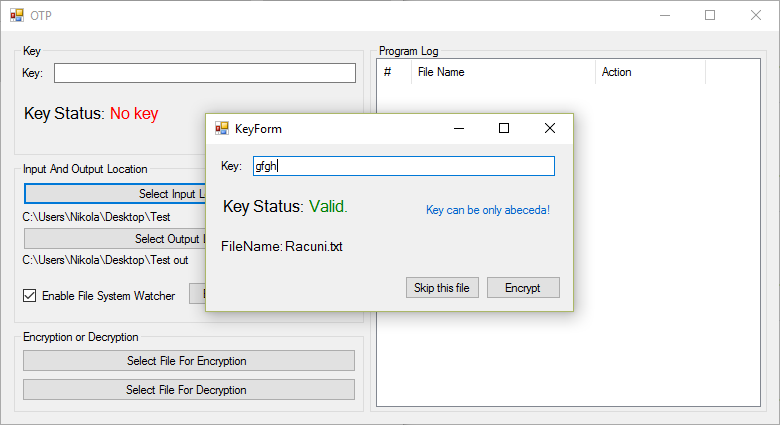 OTP
Key
Key:
Key Status: No key
Input And Output Location
Select Input L
C:\Users\Nikola\Desktop\Test
Select Output
C:\Users\Nikola\Desktop\Test out
Enable File System Watcher
Encryption or Decryption
Select File For Encryption
Select File For Decryption
Program Log
# File Name Action
KeyForm
Key: gfgh
Key Status: Valid.
Key can be only abeceda!
FileName: Racuni.txt
Skip this file Encrypt